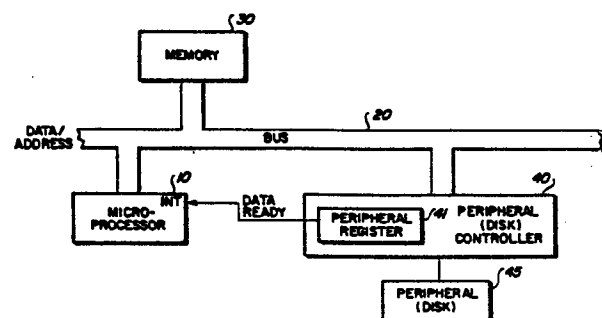 30
MEMORY
20
DATA/
ADDRESS
BUS
10
INT
MICRO-
PROCESSOR
DATA
READY
40
PERIPHERAL
REGISTER
41
PERIPHERAL
(DISK)
CONTROLLER
45
PERIPHERAL
(DISK)